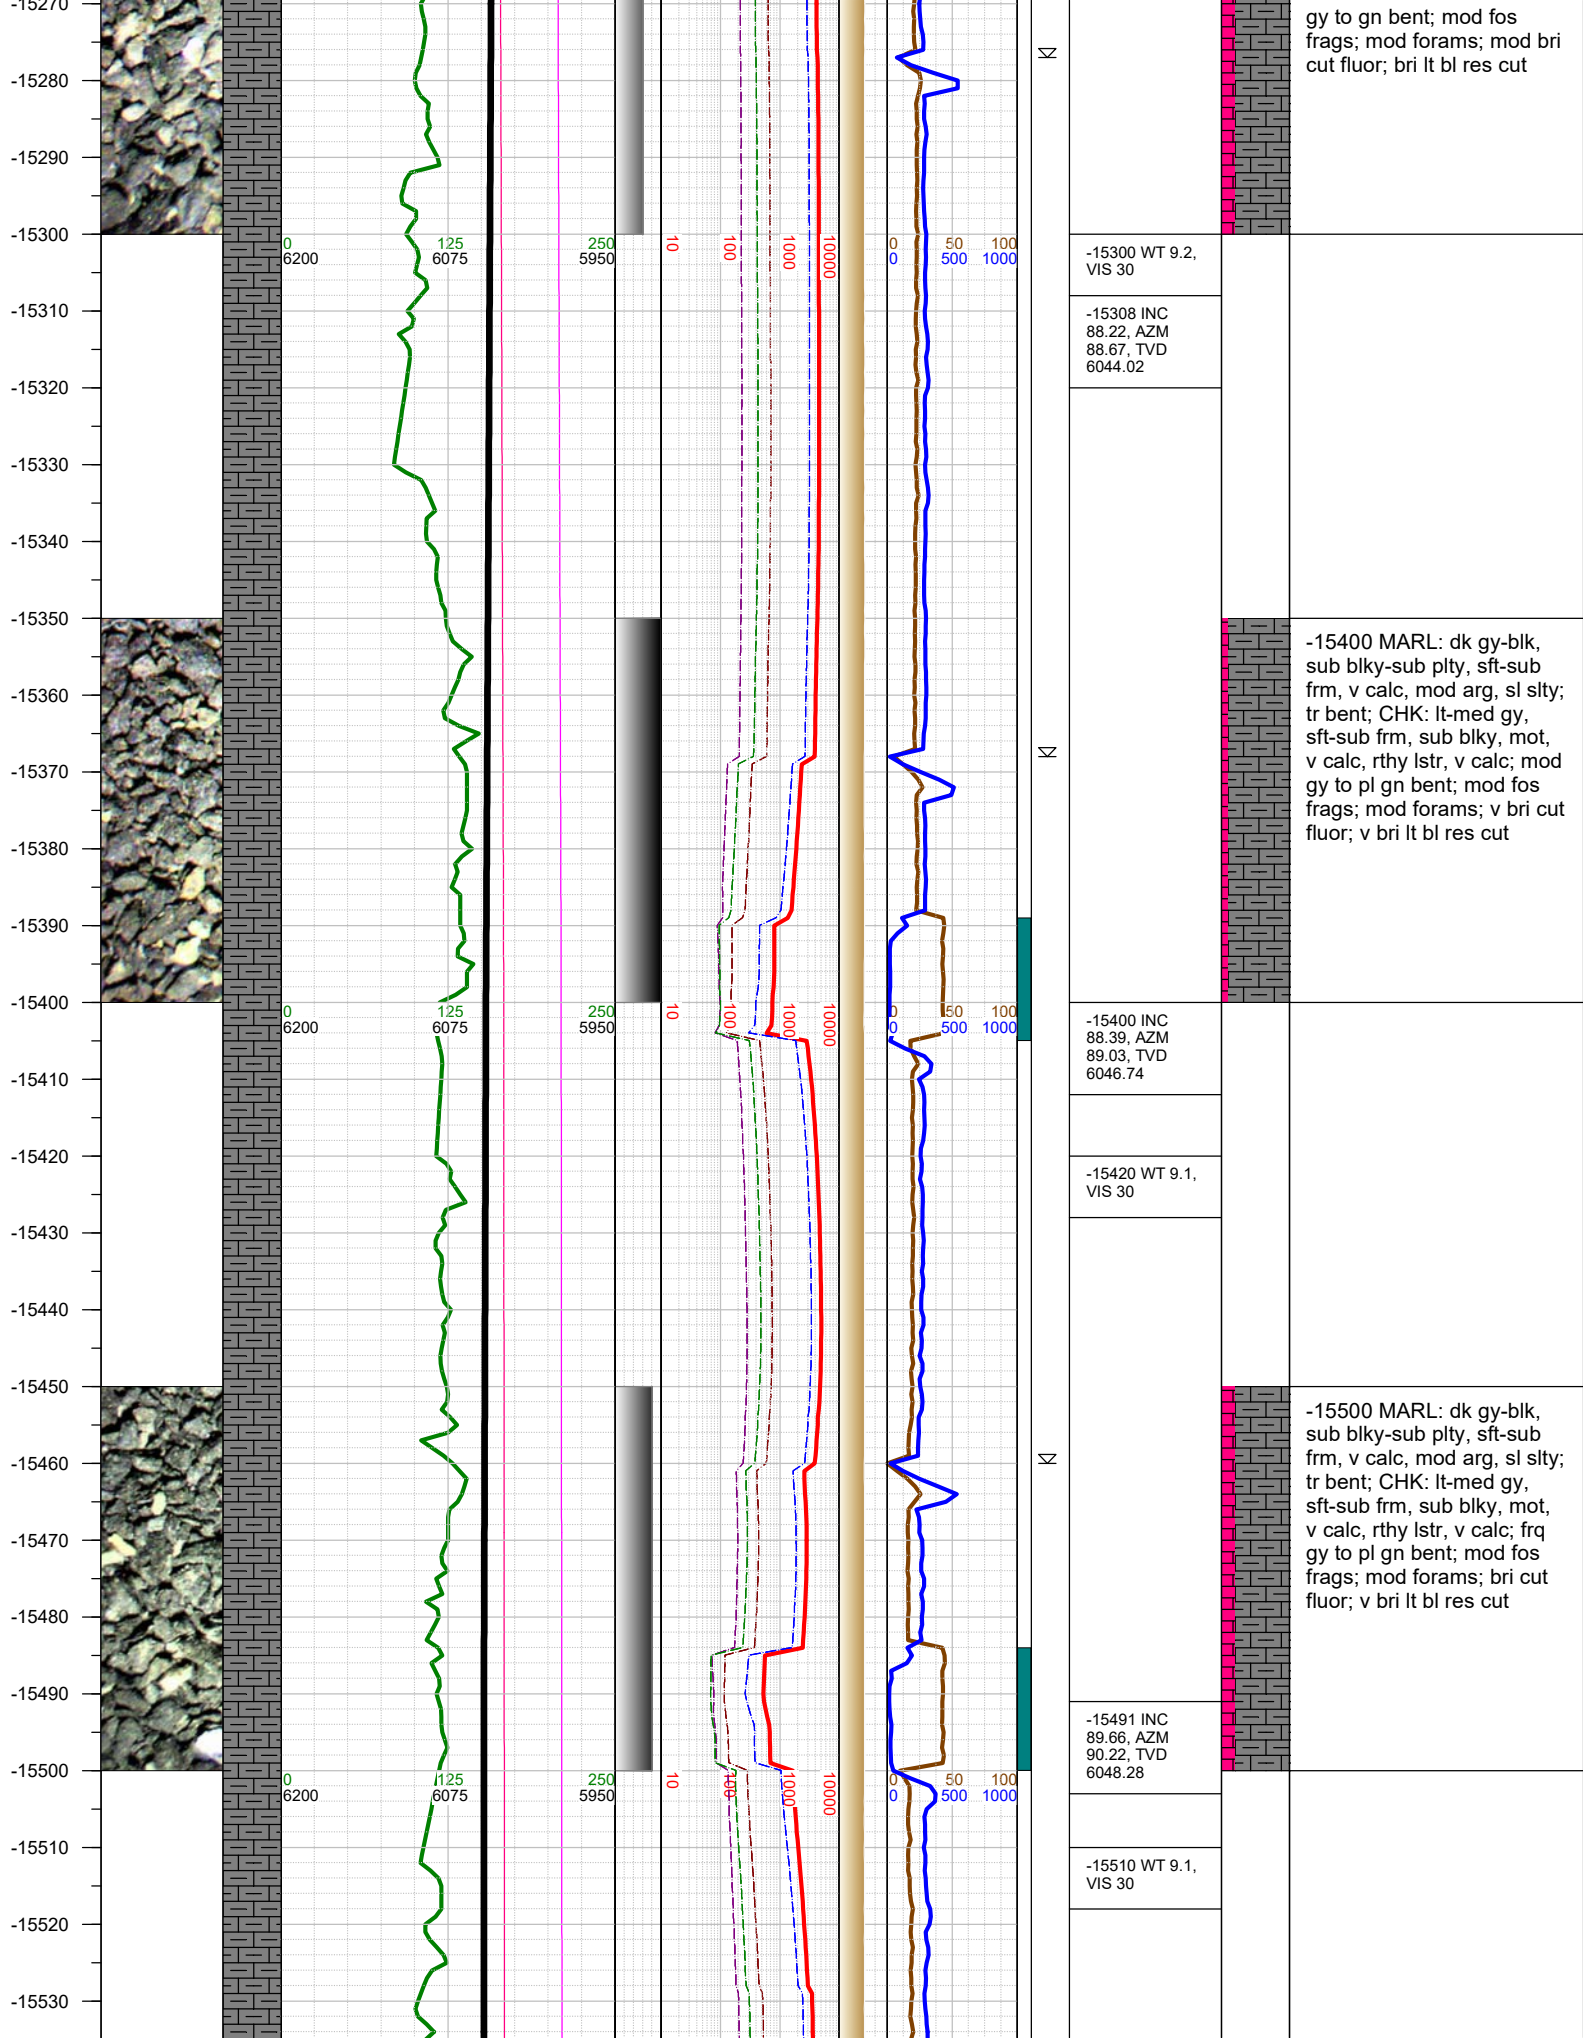 -15270
-15280
-15290
-15300
-15310
-15320
-15330
-15340
-15350
-15360
-15370
-15380
-15390
-15400
-15410
-15420
-15430
-15440
-15450
-15460
-15470
-15480
-15490
-15500
-15510
-15520
-15530
0 125 250
6200 6075 5950
10 100 1000 10000
0 50 100
0 500 1000
0 125 250
6200 6075 5950
10 100 1000 10000
0 50 100
0 500 1000
0 125 250
6200 6075 5950
10 100 1000 10000
0 50 100
0 500 1000
-15300 WT 9.2,
VIS 30
-15308 INC
88.22, AZM
88.67, TVD
6044.02
-15400 INC
88.39, AZM
89.03, TVD
6046.74
-15420 WT 9.1,
VIS 30
-15491 INC
89.66, AZM
90.22, TVD
6048.28
-15510 WT 9.1,
VIS 30
gy to gn bent; mod fos
frags; mod forams; mod bri
cut fluor; bri lt bl res cut
-15400 MARL: dk gy-blk,
sub blky-sub plty, sft-sub
frm, v calc, mod arg, sl slty;
tr bent; CHK: lt-med gy,
sft-sub frm, sub blky, mot,
v calc, rthy lstr, v calc; mod
gy to pl gn bent; mod fos
frags; mod forams; v bri cut
fluor; v bri lt bl res cut
-15500 MARL: dk gy-blk,
sub blky-sub plty, sft-sub
frm, v calc, mod arg, sl slty;
tr bent; CHK: lt-med gy,
sft-sub frm, sub blky, mot,
v calc, rthy lstr, v calc; frq
gy to pl gn bent; mod fos
frags; mod forams; bri cut
fluor; v bri lt bl res cut